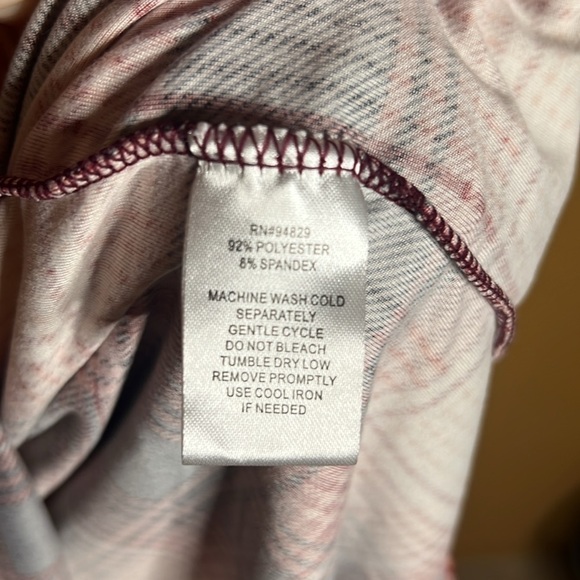 RN#94829
92% POLYESTER
8% SPANDEX
MACHINE WASH COLD
SEPARATELY
GENTLE CYCLE
DO NOT BLEACH
TUMBLE DRY LOW
REMOVE PROMPTLY
USE COOL IRON
IF NEEDED